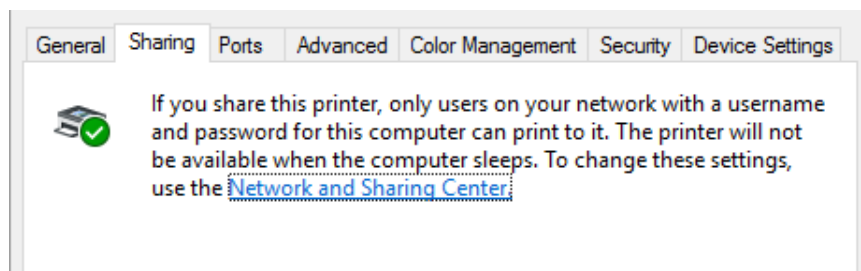 General Sharing Ports Advanced Color Management Security Device Settings
If you share this printer, only users on your network with a username
and password for this computer can print to it. The printer will not
be available when the computer sleeps. To change these settings,
use the Network and Sharing Center.